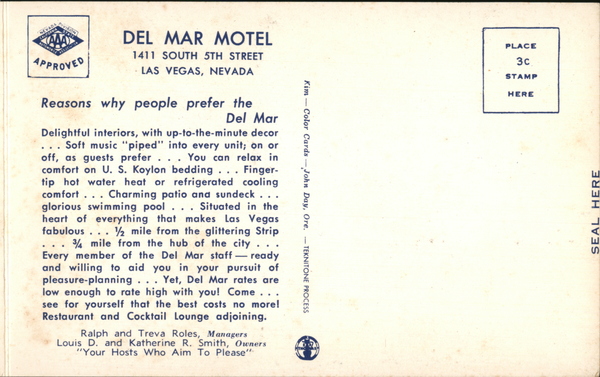 AAA
APPROVED
DEL MAR MOTEL
1411 SOUTH 5TH STREET
LAS VEGAS, NEVADA
Reasons why people prefer the
Del Mar
Delightful interiors, with up-to-the-minute decor
. . . Soft music "piped" into every unit; on or
off, as guests prefer . . . You can relax in
comfort on U. S. Koylon bedding . . . Finger-
tip hot water heat or refrigerated cooling
comfort . . . Charming patio and sundeck . . .
glorious swimming pool . . . Situated in the
heart of everything that makes Las Vegas
fabulous . . . ½ mile from the glittering Strip
. . . ¾ mile from the hub of the city . . .
Every member of the Del Mar staff — ready
and willing to aid you in your pursuit of
pleasure-planning . . . Yet, Del Mar rates are
low enough to rate high with you! Come . . .
see for yourself that the best costs no more!
Restaurant and Cocktail Lounge adjoining.
Ralph and Treva Roles, Managers
Louis D. and Katherine R. Smith, Owners
"Your Hosts Who Aim To Please"
Kim — Color Cards — John Day, Ore. — TEKNITONE PROCESS
PLACE
3c
STAMP
HERE
SEAL HERE